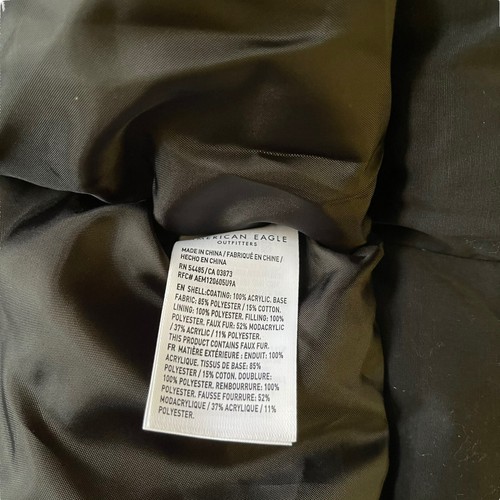 AMERICAN EAGLE
OUTFITTERS
MADE IN CHINA / FABRIQUÉ EN CHINE /
HECHO EN CHINA
RN 54485/CA 03873
RFC# AEM120605U9A
EN SHELL:COATING: 100% ACRYLIC. BASE
FABRIC: 85% POLYESTER / 15% COTTON.
LINING: 100% POLYESTER. FILLING: 100%
POLYESTER. FAUX FUR: 52% MODACRYLIC
/ 37% ACRYLIC / 11% POLYESTER.
THIS PRODUCT CONTAINS FAUX FUR.
FR MATIÈRE EXTÉRIEURE : ENDUIT: 100%
ACRYLIQUE. TISSUS DE BASE: 85%
POLYESTER / 15% COTON. DOUBLURE:
100% POLYESTER. REMBOURRURE: 100%
POLYESTER. FAUSSE FOURRURE: 52%
MODACRYLIQUE / 37% ACRYLIQUE / 11%
POLYESTER.